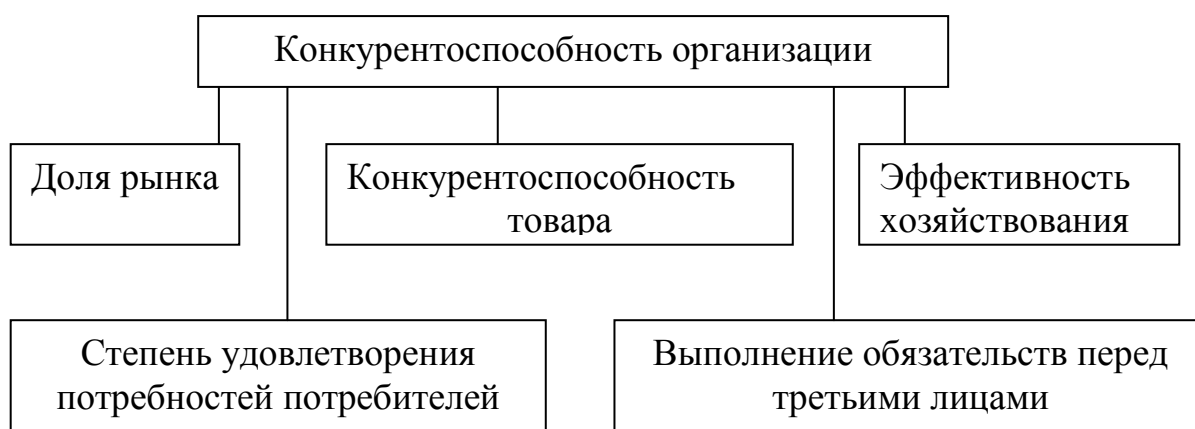 Конкурентоспособность организации
Доля рынка
Конкурентоспособность
товара
Эффективность
хозяйствования
Степень удовлетворения
потребностей потребителей
Выполнение обязательств перед
третьими лицами